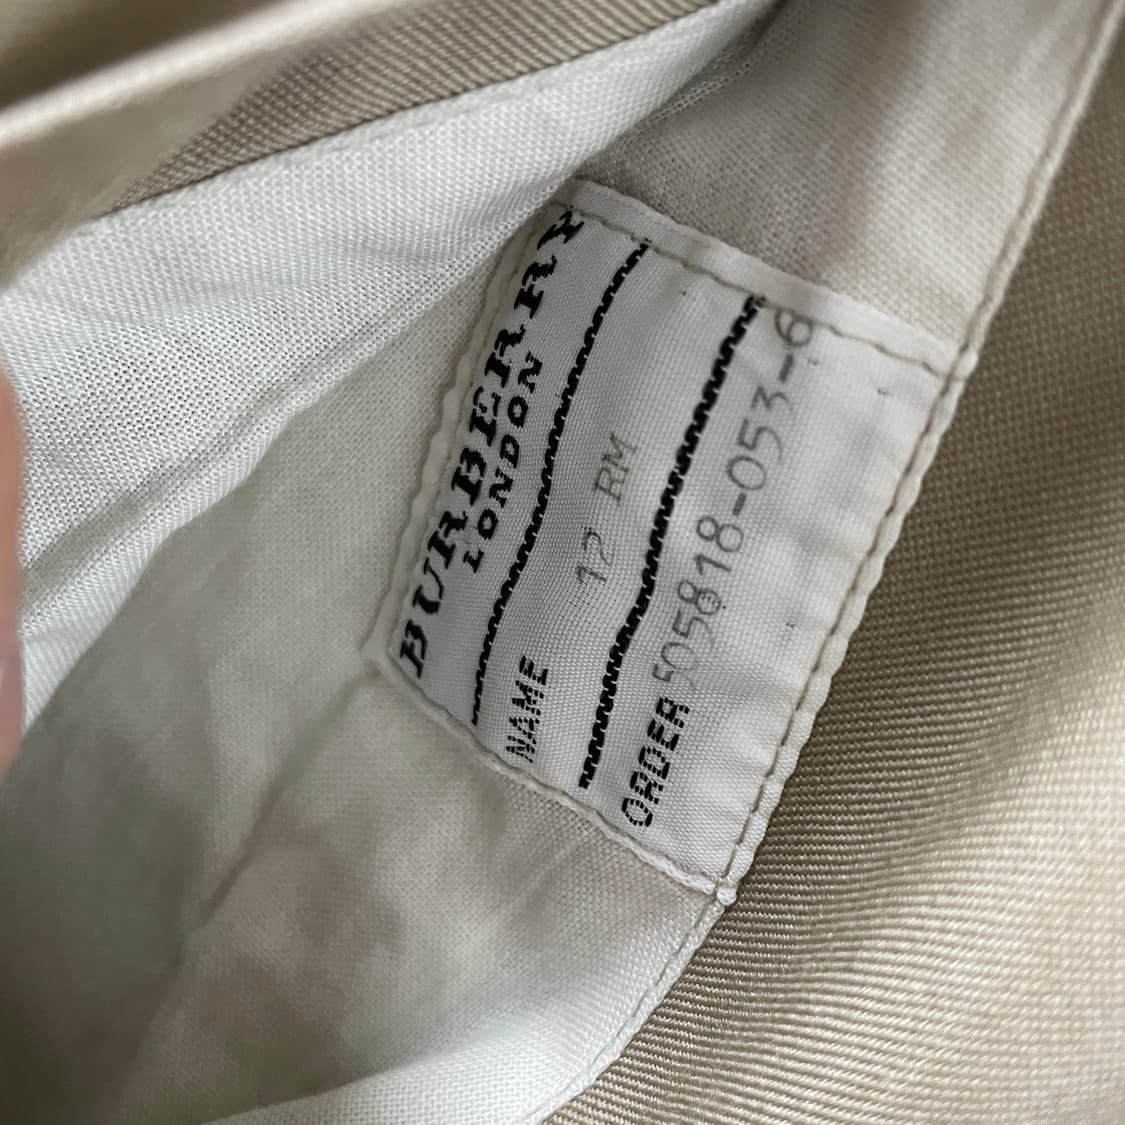 BURBERRY
LONDON
NAME 12 RM
ORDER 505818-053-6